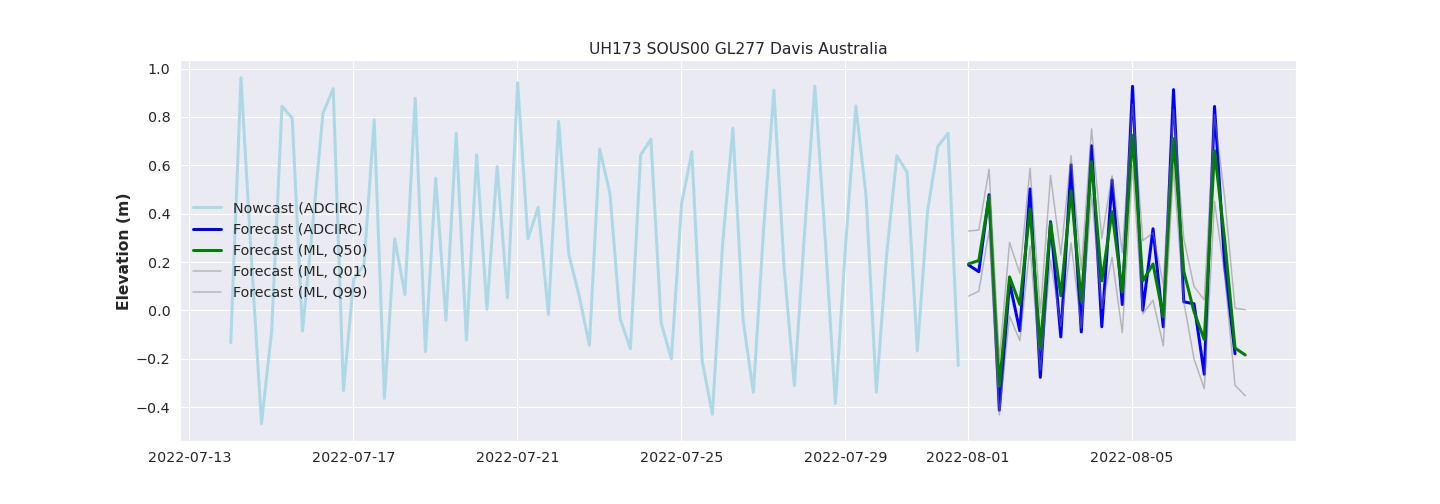 UH173 SOUS00 GL277 Davis Australia
1.0
0.8
0.6
0.4
0.2
0.0
−0.2
−0.4
Elevation (m)
Nowcast (ADCIRC)
Forecast (ADCIRC)
Forecast (ML, Q50)
Forecast (ML, Q01)
Forecast (ML, Q99)
2022-07-13
2022-07-17
2022-07-21
2022-07-25
2022-07-29
2022-08-01
2022-08-05